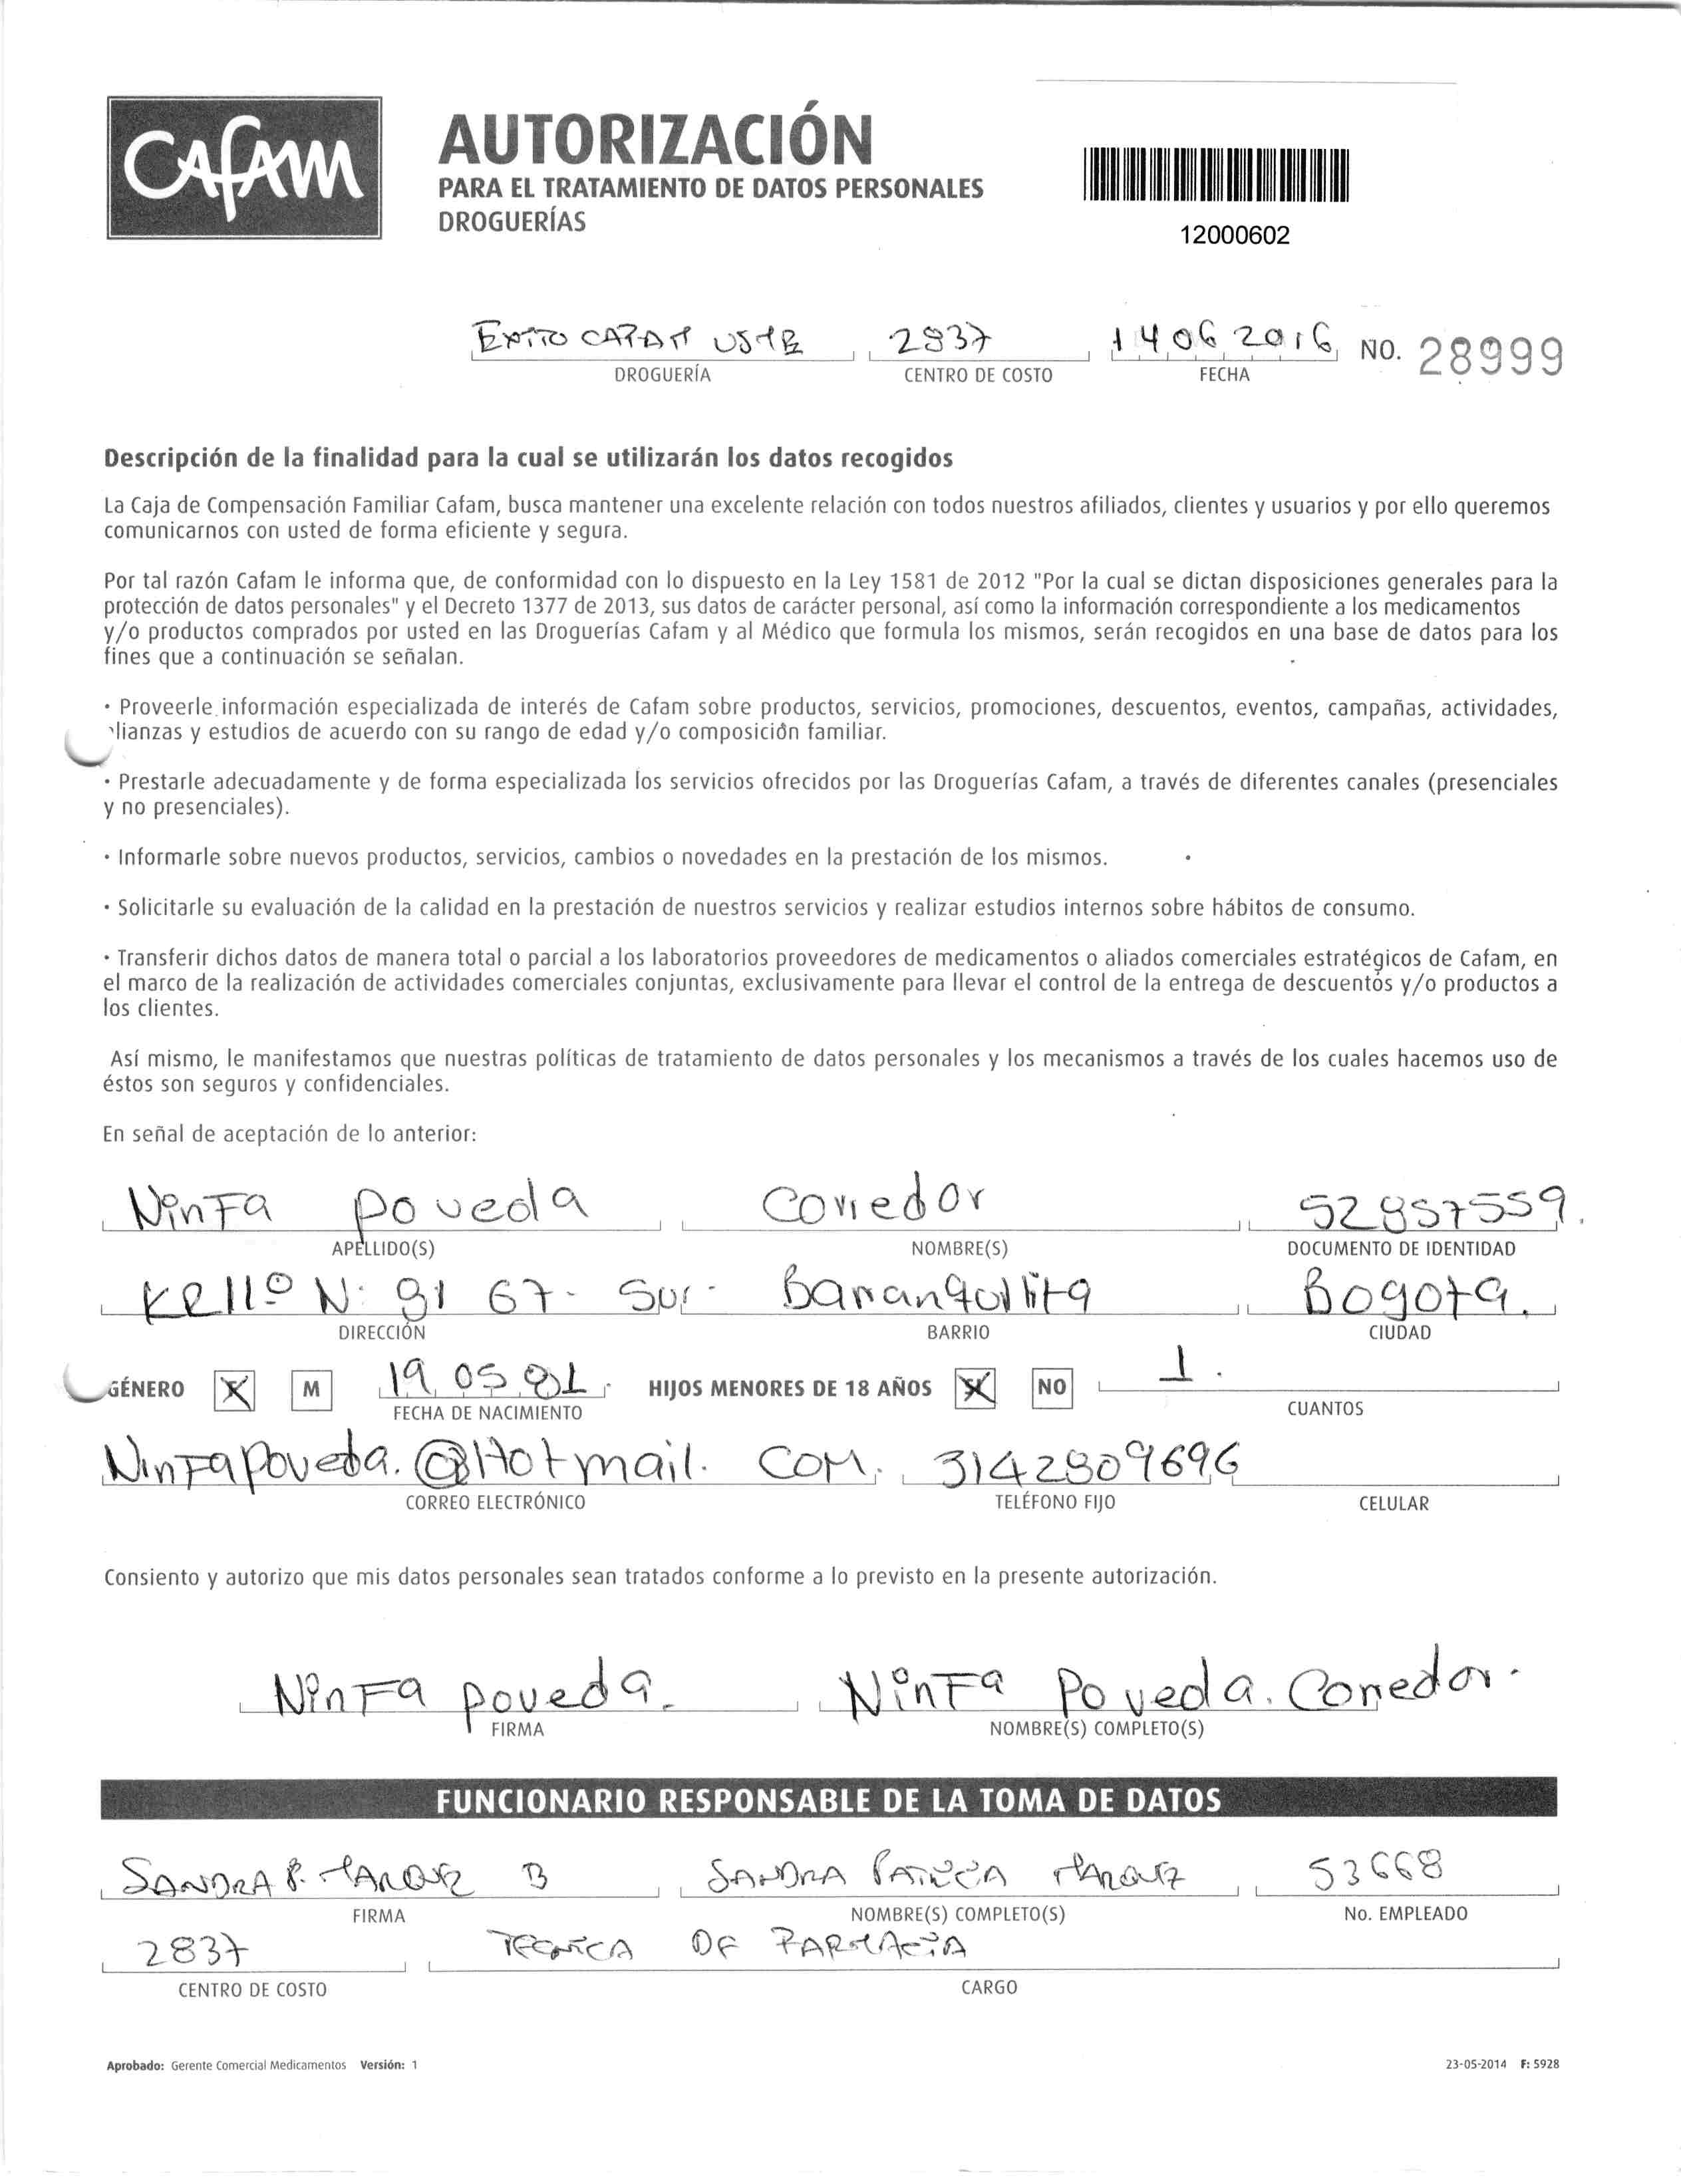 CAFAM
AUTORIZACIÓN
PARA EL TRATAMIENTO DE DATOS PERSONALES
DROGUERÍAS
12000602
EXITO CAFAM USME 2837 14 06 2016 NO. 28999
DROGUERÍA CENTRO DE COSTO FECHA
Descripción de la finalidad para la cual se utilizarán los datos recogidos
La Caja de Compensación Familiar Cafam, busca mantener una excelente relación con todos nuestros afiliados, clientes y usuarios y por ello queremos
comunicarnos con usted de forma eficiente y segura.
Por tal razón Cafam le informa que, de conformidad con lo dispuesto en la Ley 1581 de 2012 "Por la cual se dictan disposiciones generales para la
protección de datos personales" y el Decreto 1377 de 2013, sus datos de carácter personal, así como la información correspondiente a los medicamentos
y/o productos comprados por usted en las Droguerías Cafam y al Médico que formula los mismos, serán recogidos en una base de datos para los
fines que a continuación se señalan.
· Proveerle información especializada de interés de Cafam sobre productos, servicios, promociones, descuentos, eventos, campañas, actividades,
lianzas y estudios de acuerdo con su rango de edad y/o composición familiar.
· Prestarle adecuadamente y de forma especializada los servicios ofrecidos por las Droguerías Cafam, a través de diferentes canales (presenciales
y no presenciales).
· Informarle sobre nuevos productos, servicios, cambios o novedades en la prestación de los mismos.
· Solicitarle su evaluación de la calidad en la prestación de nuestros servicios y realizar estudios internos sobre hábitos de consumo.
· Transferir dichos datos de manera total o parcial a los laboratorios proveedores de medicamentos o aliados comerciales estratégicos de Cafam, en
el marco de la realización de actividades comerciales conjuntas, exclusivamente para llevar el control de la entrega de descuentos y/o productos a
los clientes.
Así mismo, le manifestamos que nuestras políticas de tratamiento de datos personales y los mecanismos a través de los cuales hacemos uso de
éstos son seguros y confidenciales.
En señal de aceptación de lo anterior:
Ninfa Poveda Corredor 52857559.
APELLIDO(S) NOMBRE(S) DOCUMENTO DE IDENTIDAD
N: 91 67- Sur- Barranquillita Bogota.
DIRECCIÓN BARRIO CIUDAD
GÉNERO X M 19 05 81 HIJOS MENORES DE 18 AÑOS X NO 1.
FECHA DE NACIMIENTO CUANTOS
NinFapoveda.@Hotmail.COM. 3142809696
CORREO ELECTRÓNICO TELÉFONO FIJO CELULAR
Consiento y autorizo que mis datos personales sean tratados conforme a lo previsto en la presente autorización.
NinFa poveda. NinFa Poveda. Corredor.
FIRMA NOMBRE(S) COMPLETO(S)
FUNCIONARIO RESPONSABLE DE LA TOMA DE DATOS
SANDRA P. MARQUEZ B SANDRA PATRICIA MARQUEZ 53668
FIRMA NOMBRE(S) COMPLETO(S) No. EMPLEADO
2837 TECNICA DE FARMACIA
CENTRO DE COSTO CARGO
Aprobado: Gerente Comercial Medicamentos Versión: 1 23-05-2014 F: 5928